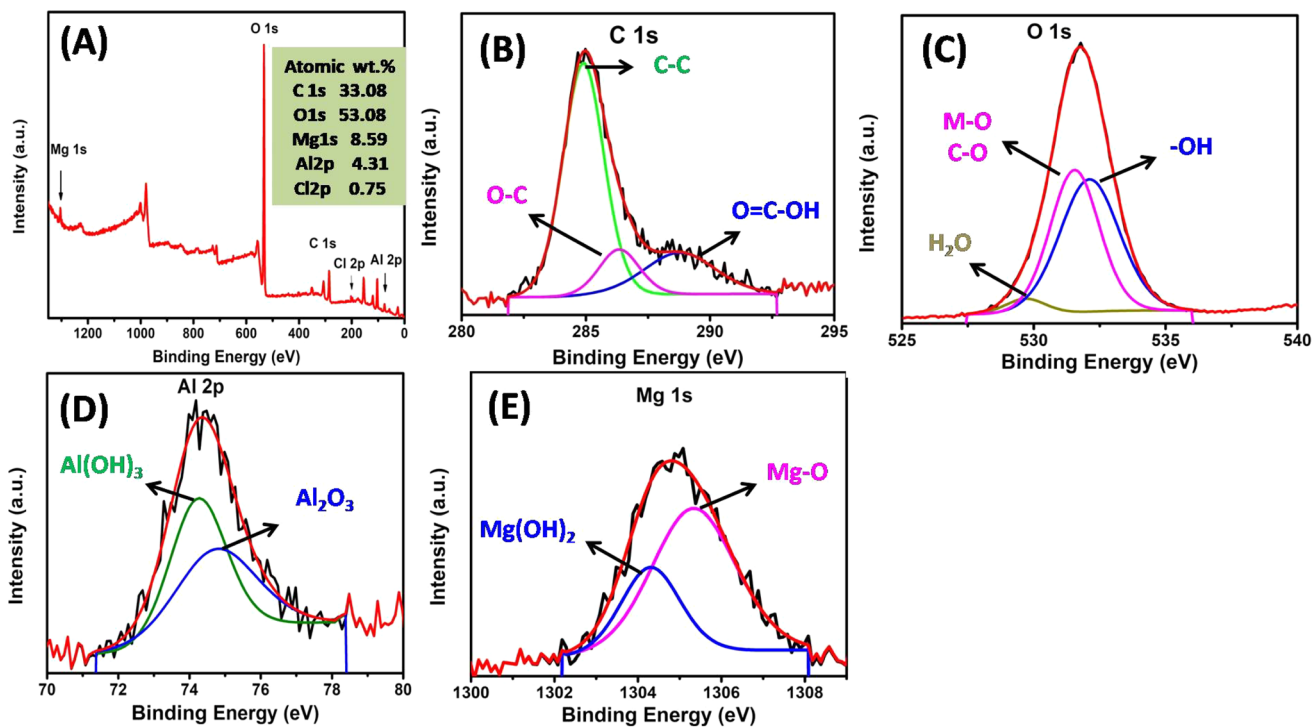 (A)
O 1s
Atomic wt.%
C 1s 33.08
O1s 53.08
Mg1s 8.59
Al2p 4.31
Cl2p 0.75
Mg 1s
C 1s
Cl 2p
Al 2p
Intensity (a.u.)
1200 1000 800 600 400 200 0
Binding Energy (eV)
(B)
C 1s
C-C
O-C
O=C-OH
Intensity (a.u.)
280 285 290 295
Binding Energy (eV)
(C)
O 1s
M-O
C-O
-OH
H₂O
Intensity (a.u.)
525 530 535 540
Binding Energy (eV)
(D)
Al 2p
Al(OH)₃
Al₂O₃
Intensity (a.u.)
70 72 74 76 78 80
Binding Energy (eV)
(E)
Mg 1s
Mg-O
Mg(OH)₂
Intensity (a.u.)
1300 1302 1304 1306 1308
Binding Energy (eV)